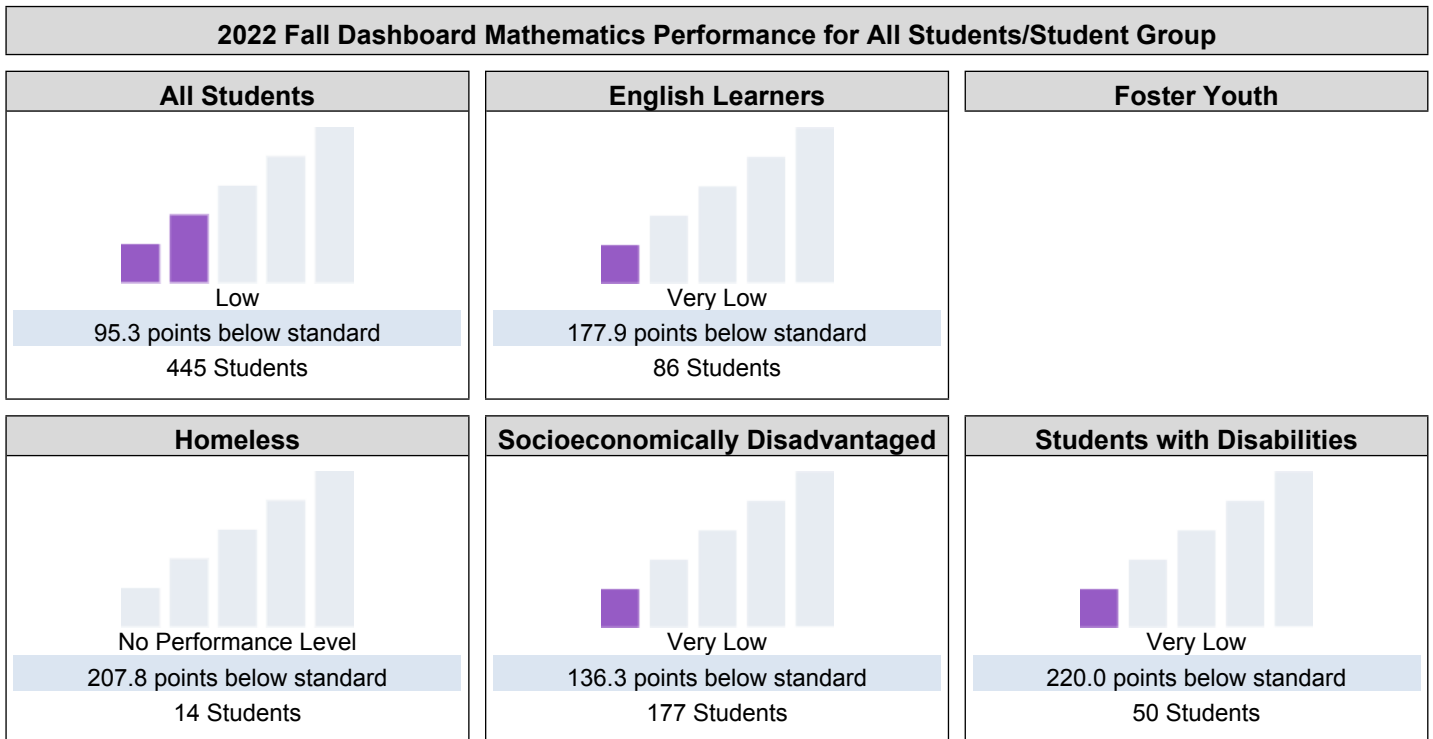 2022 Fall Dashboard Mathematics Performance for All Students/Student Group
All Students
Low
95.3 points below standard
445 Students
English Learners
Very Low
177.9 points below standard
86 Students
Foster Youth
Homeless
No Performance Level
207.8 points below standard
14 Students
Socioeconomically Disadvantaged
Very Low
136.3 points below standard
177 Students
Students with Disabilities
Very Low
220.0 points below standard
50 Students